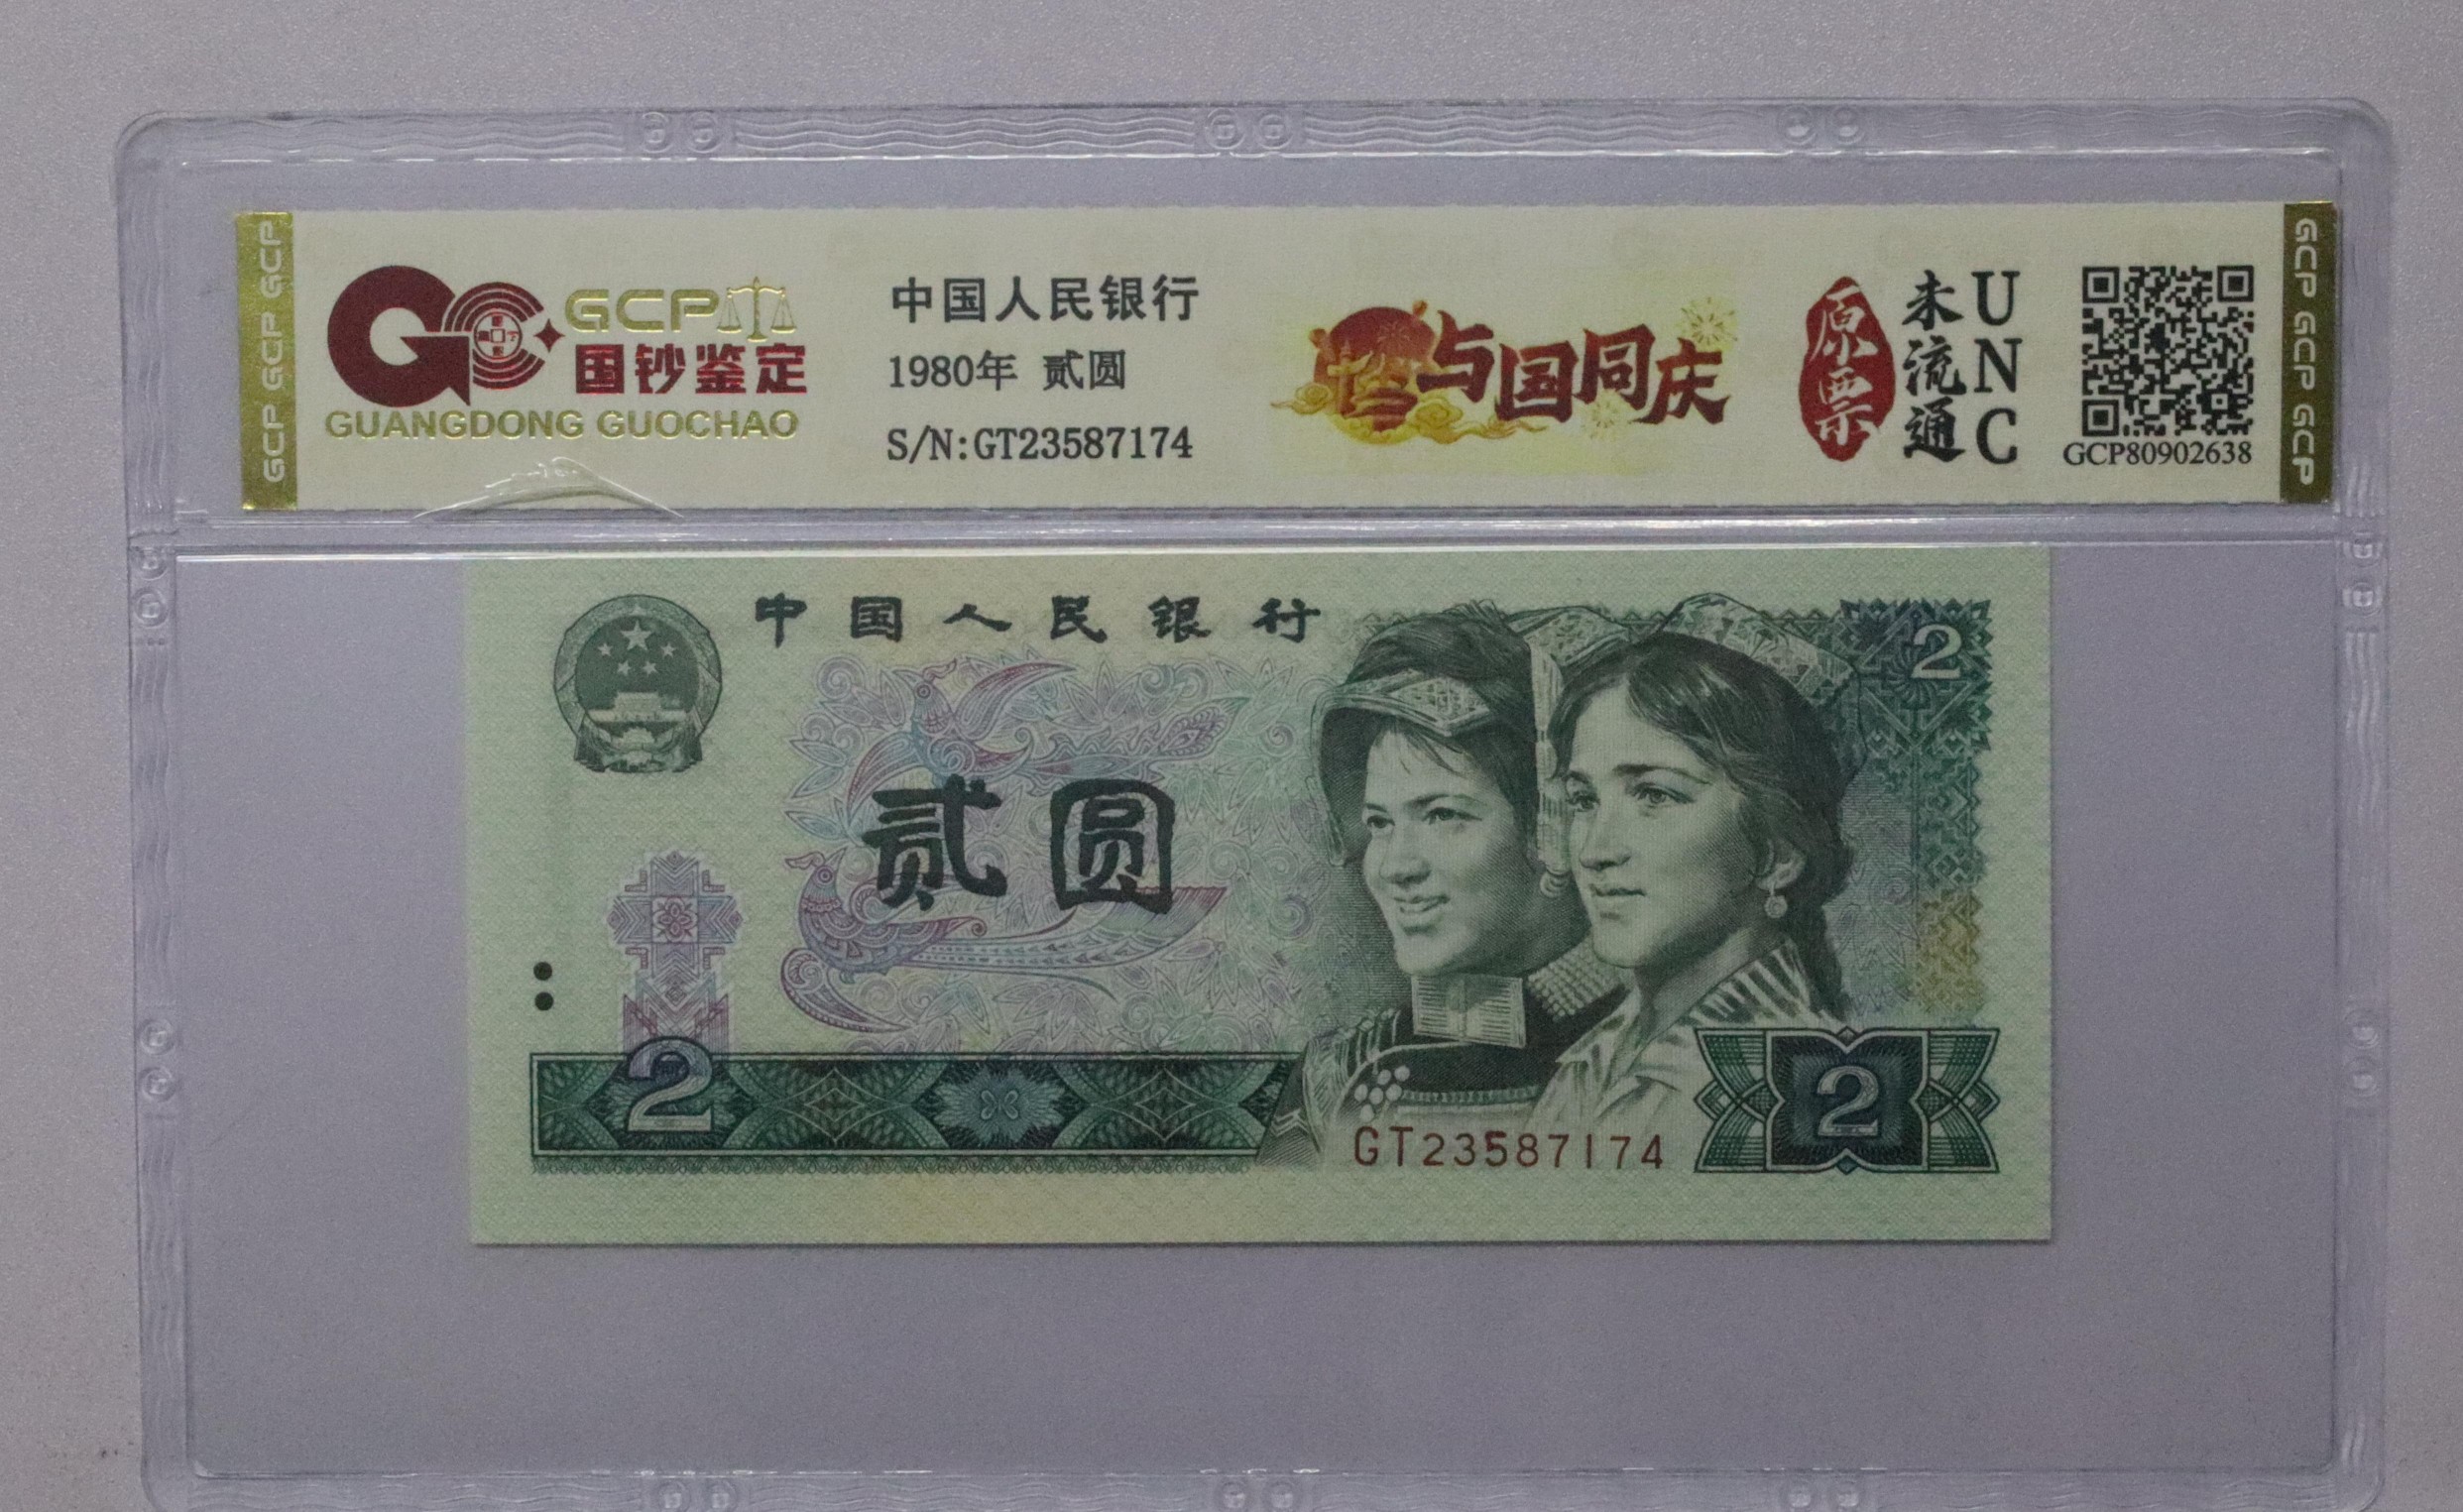 GCP GCP GCP
GCP
国钞鉴定
GUANGDONG GUOCHAO
中国人民银行
1980年 贰圆
S/N:GT23587174
与国同庆
原票
未流通
UNC
GCP80902638
GCP GCP GCP
中国人民银行
2
贰圆
2
GT23587174
2